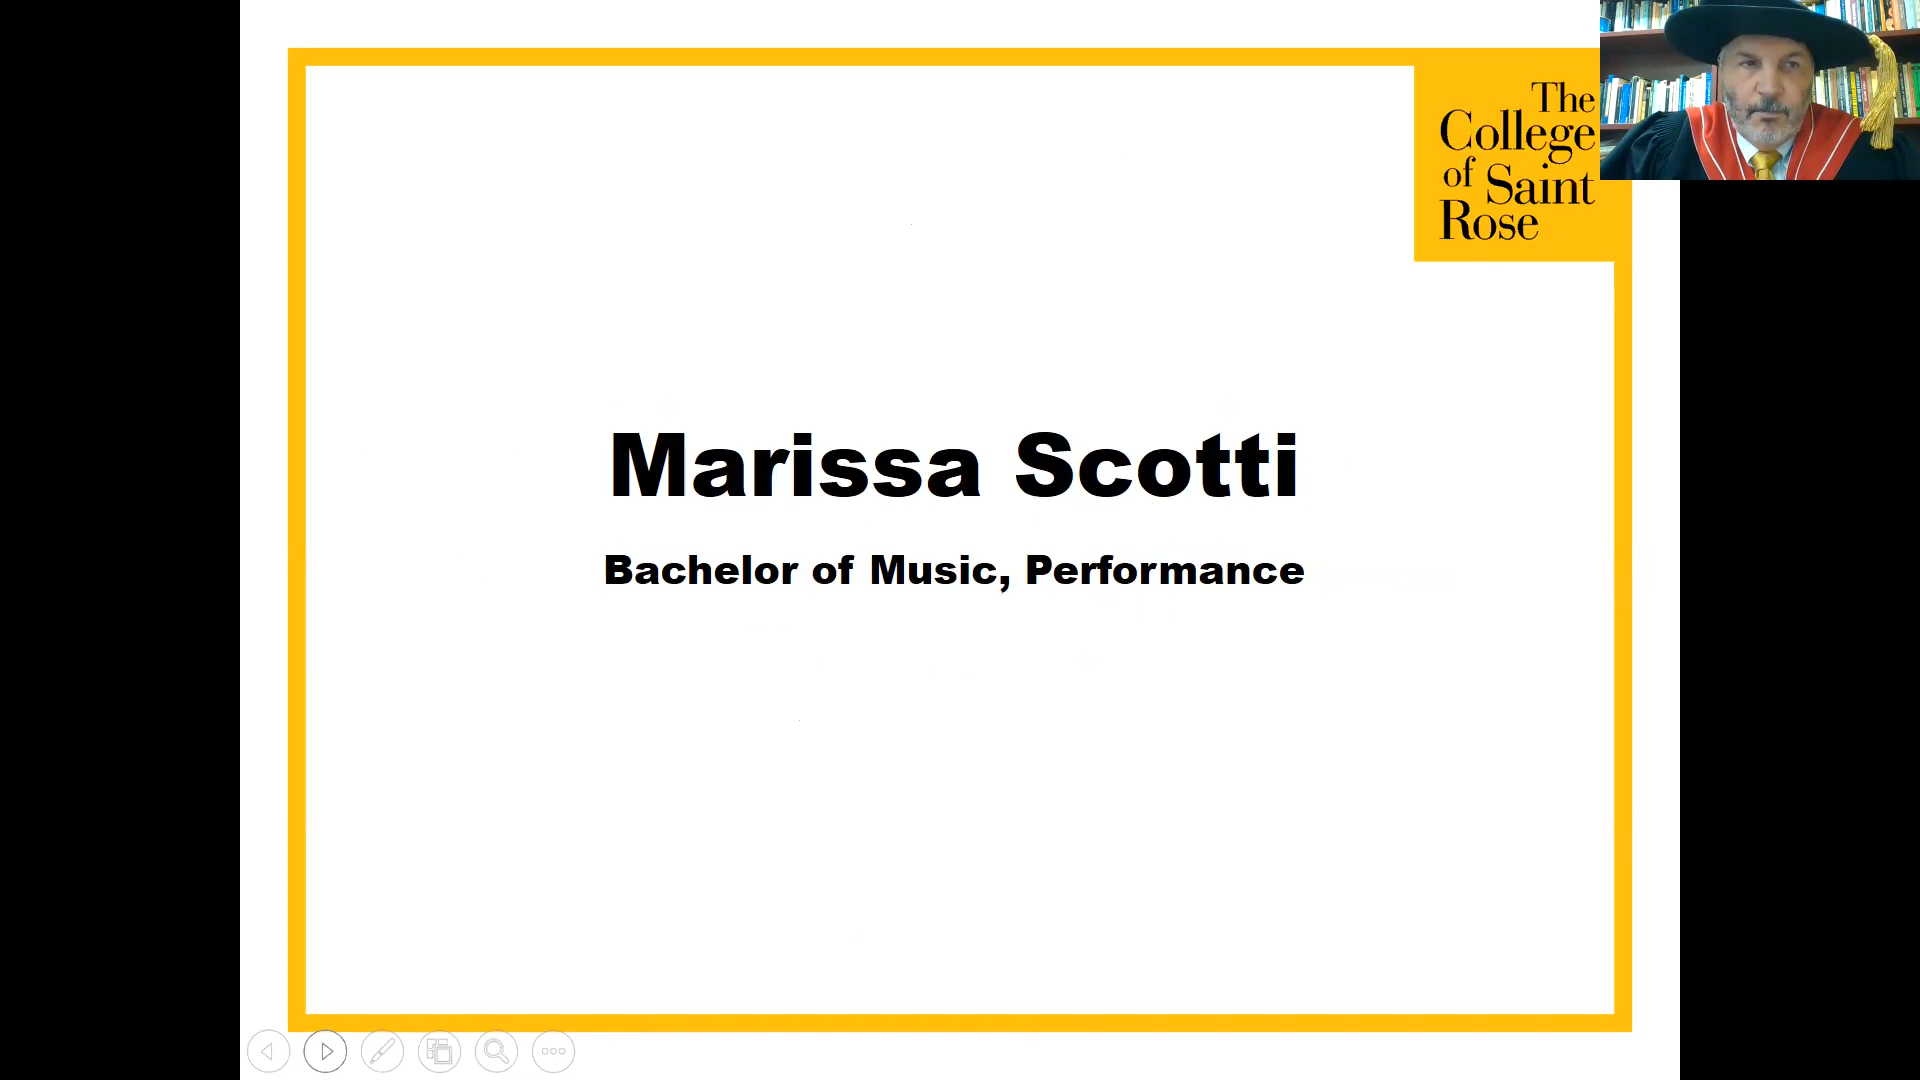 The
College
of Saint
Rose
Marissa Scotti
Bachelor of Music, Performance